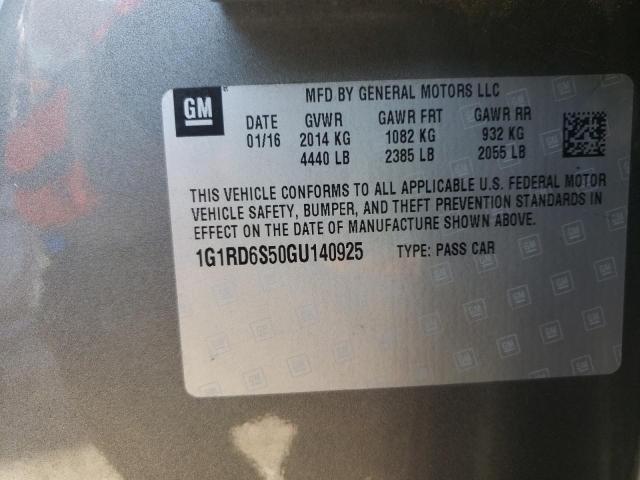 GM
MFD BY GENERAL MOTORS LLC
DATE GVWR GAWR FRT GAWR RR
01/16 2014 KG 1082 KG 932 KG
4440 LB 2385 LB 2055 LB
THIS VEHICLE CONFORMS TO ALL APPLICABLE U.S. FEDERAL MOTOR
VEHICLE SAFETY, BUMPER, AND THEFT PREVENTION STANDARDS IN
EFFECT ON THE DATE OF MANUFACTURE SHOWN ABOVE.
1G1RD6S50GU140925 TYPE: PASS CAR